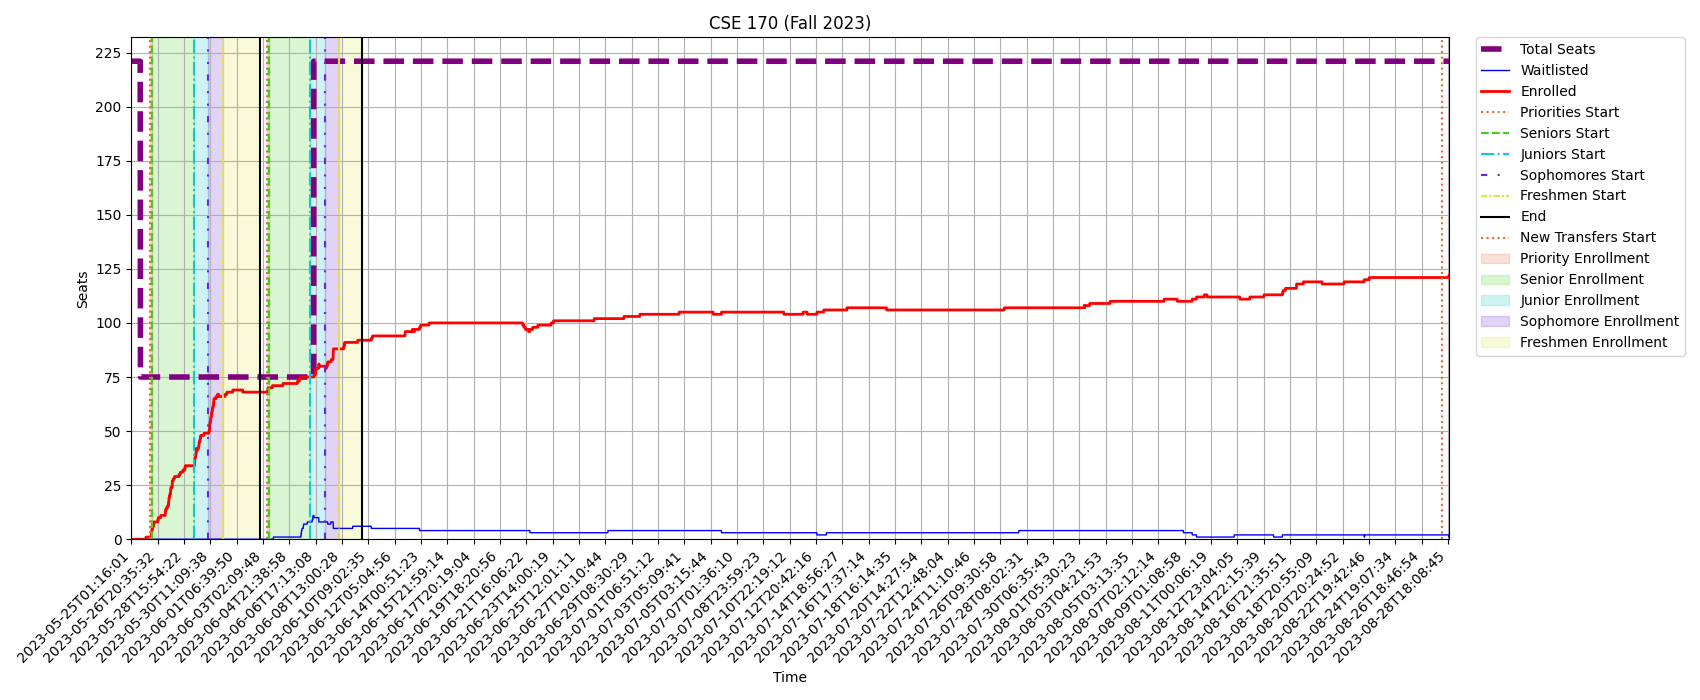 CSE 170 (Fall 2023)
225
200
175
150
125
100
75
50
25
0
Seats
2023-05-25T01:16:01
2023-05-26T20:35:32
2023-05-28T15:54:22
2023-05-30T11:09:38
2023-06-01T06:39:50
2023-06-03T02:09:48
2023-06-04T21:38:58
2023-06-06T17:13:08
2023-06-08T13:00:28
2023-06-10T09:02:35
2023-06-12T05:04:56
2023-06-14T00:51:23
2023-06-15T21:59:14
2023-06-17T20:19:04
2023-06-19T18:20:56
2023-06-21T16:06:22
2023-06-23T14:00:19
2023-06-25T12:01:11
2023-06-27T10:10:44
2023-06-29T08:30:29
2023-07-01T06:51:12
2023-07-03T05:09:41
2023-07-05T03:15:44
2023-07-07T01:36:10
2023-07-08T23:59:23
2023-07-10T22:19:12
2023-07-12T20:42:16
2023-07-14T18:56:27
2023-07-16T17:37:14
2023-07-18T16:14:35
2023-07-20T14:27:54
2023-07-22T12:48:04
2023-07-24T11:10:46
2023-07-26T09:30:58
2023-07-28T08:02:31
2023-07-30T06:35:43
2023-08-01T05:30:23
2023-08-03T04:21:53
2023-08-05T03:13:35
2023-08-07T02:12:14
2023-08-09T01:08:58
2023-08-11T00:06:19
2023-08-12T23:04:05
2023-08-14T22:15:39
2023-08-16T21:35:51
2023-08-18T20:55:09
2023-08-20T20:24:52
2023-08-22T19:42:46
2023-08-24T19:07:34
2023-08-26T18:46:54
2023-08-28T18:08:45
Time
Total Seats
Waitlisted
Enrolled
Priorities Start
Seniors Start
Juniors Start
Sophomores Start
Freshmen Start
End
New Transfers Start
Priority Enrollment
Senior Enrollment
Junior Enrollment
Sophomore Enrollment
Freshmen Enrollment